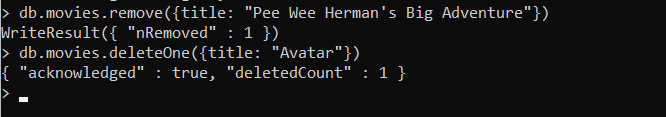 > db.movies.remove({title: "Pee Wee Herman's Big Adventure"})
WriteResult({ "nRemoved" : 1 })
> db.movies.deleteOne({title: "Avatar"})
{ "acknowledged" : true, "deletedCount" : 1 }
> _